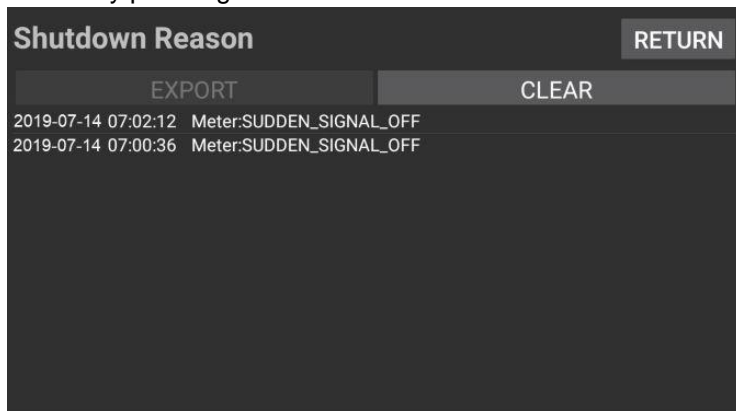 Shutdown Reason
RETURN
EXPORT
CLEAR
2019-07-14 07:02:12 Meter:SUDDEN_SIGNAL_OFF
2019-07-14 07:00:36 Meter:SUDDEN_SIGNAL_OFF